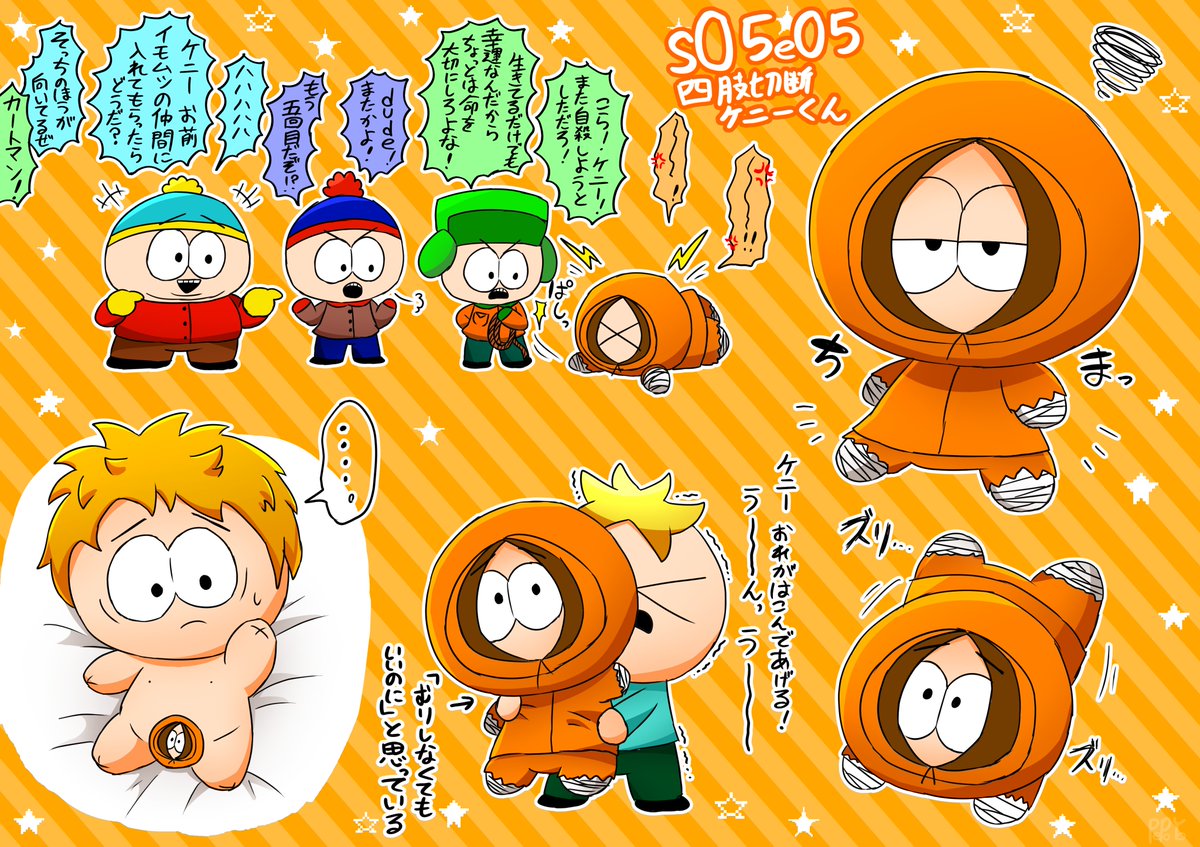 s05e05
四肢切断
ケニーくん
こら！ケニー！
また自殺しようと
しただろ！
生きてるだけでも
幸運なんだから
ちょっとは命を
大切にしろよな！
dude！
またかよ！
もう
五回目だぞ！？
ハハハハハ
ケニー お前
イモムシの仲間に
入れてもらったら
どうだ？
そっちのほうが
向いてるぜ
カートマン！
ぱしっ
ち
まっ
ケニー おれがはこんであげる！
う〜〜〜んっ う〜〜〜
「むりしなくても
いいのに」と思っている
ズリ…
ズリ…